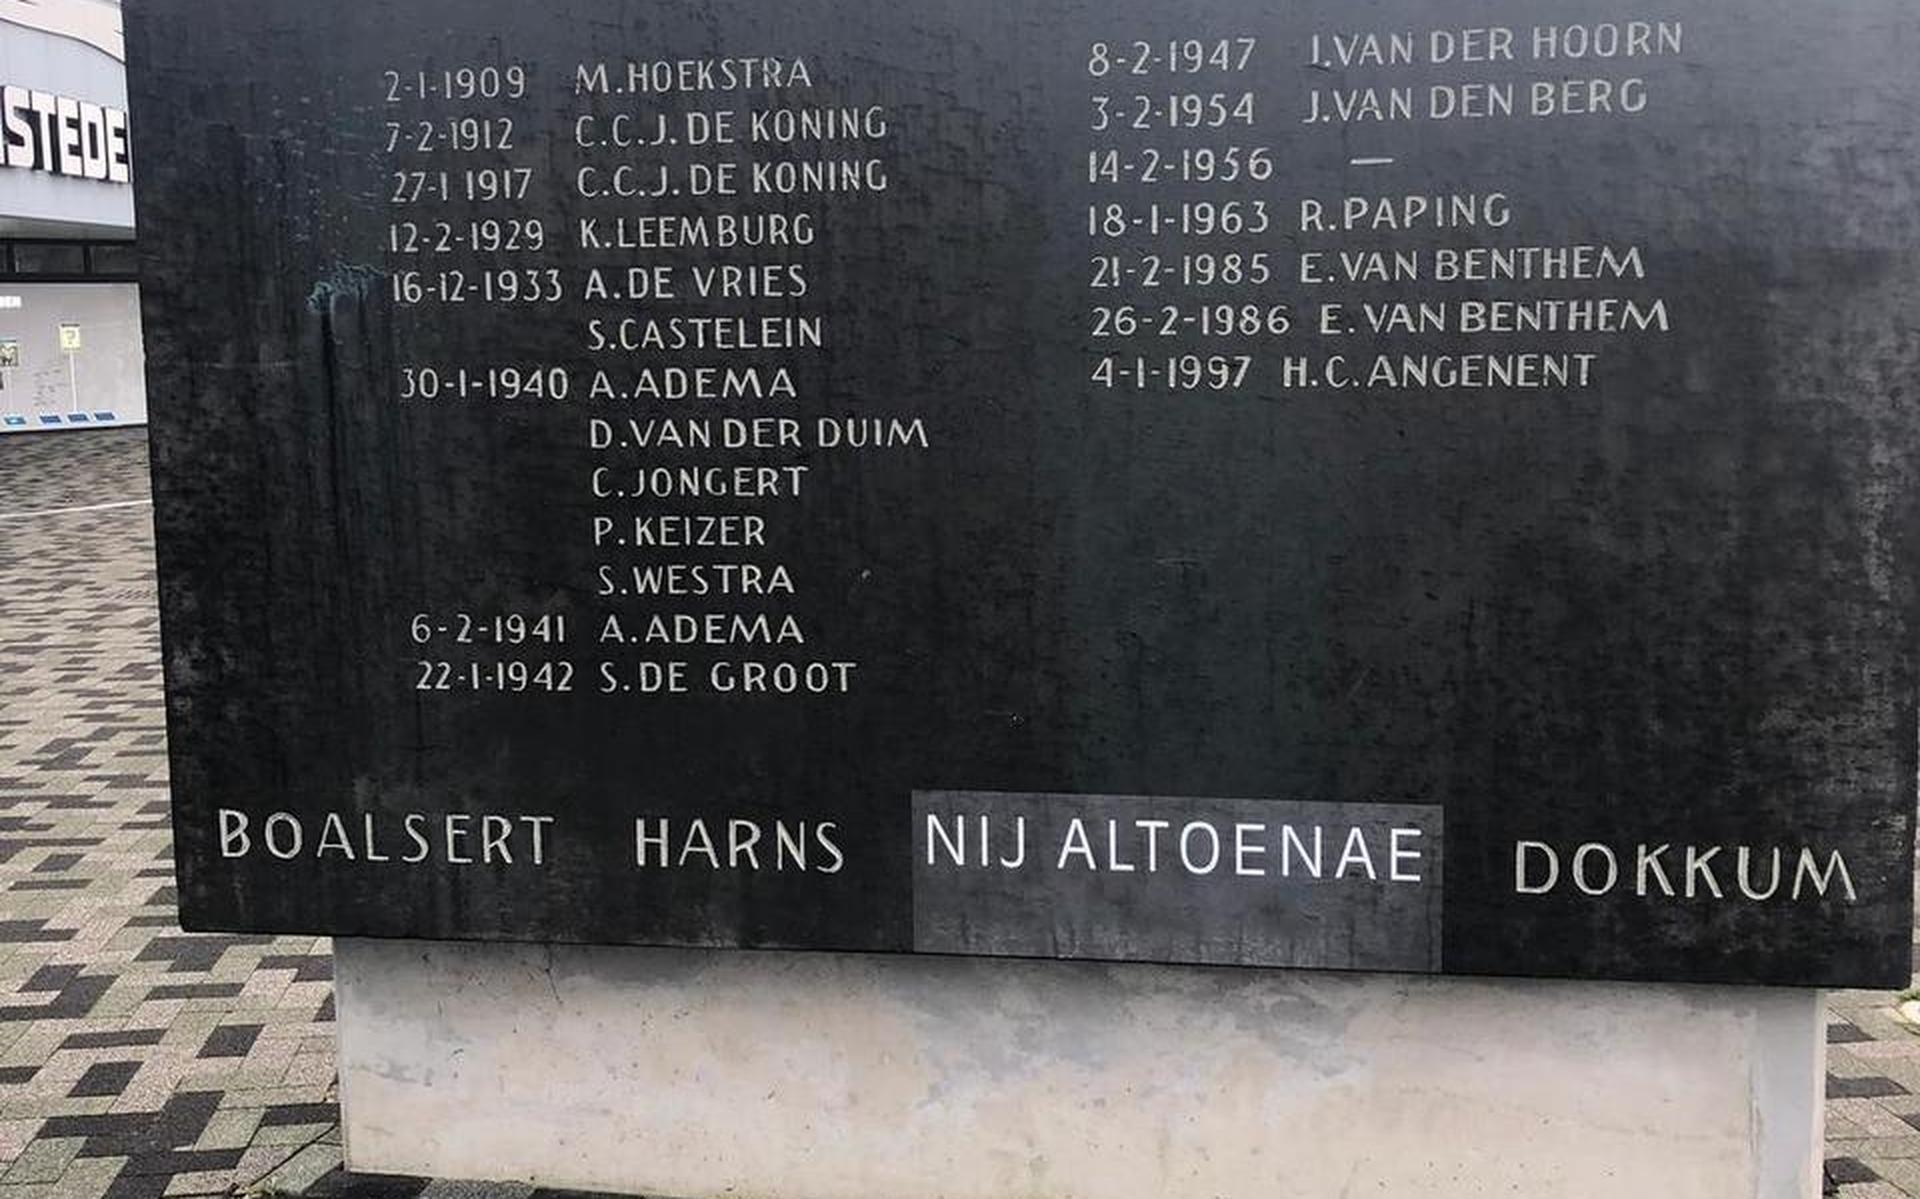 STEDE
2-1-1909 M.HOEKSTRA
7-2-1912 C.C.J.DE KONING
27-1 1917 C.C.J.DE KONING
12-2-1929 K.LEEMBURG
16-12-1933 A.DE VRIES
S.CASTELEIN
30-1-1940 A.ADEMA
D.VAN DER DUIM
C.JONGERT
P.KEIZER
S.WESTRA
6-2-1941 A.ADEMA
22-1-1942 S.DE GROOT
8-2-1947 J.VAN DER HOORN
3-2-1954 J.VAN DEN BERG
14-2-1956 —
18-1-1963 R.PAPING
21-2-1985 E.VAN BENTHEM
26-2-1986 E.VAN BENTHEM
4-1-1997 H.C.ANGENENT
BOALSERT HARNS NIJ ALTOENAE DOKKUM